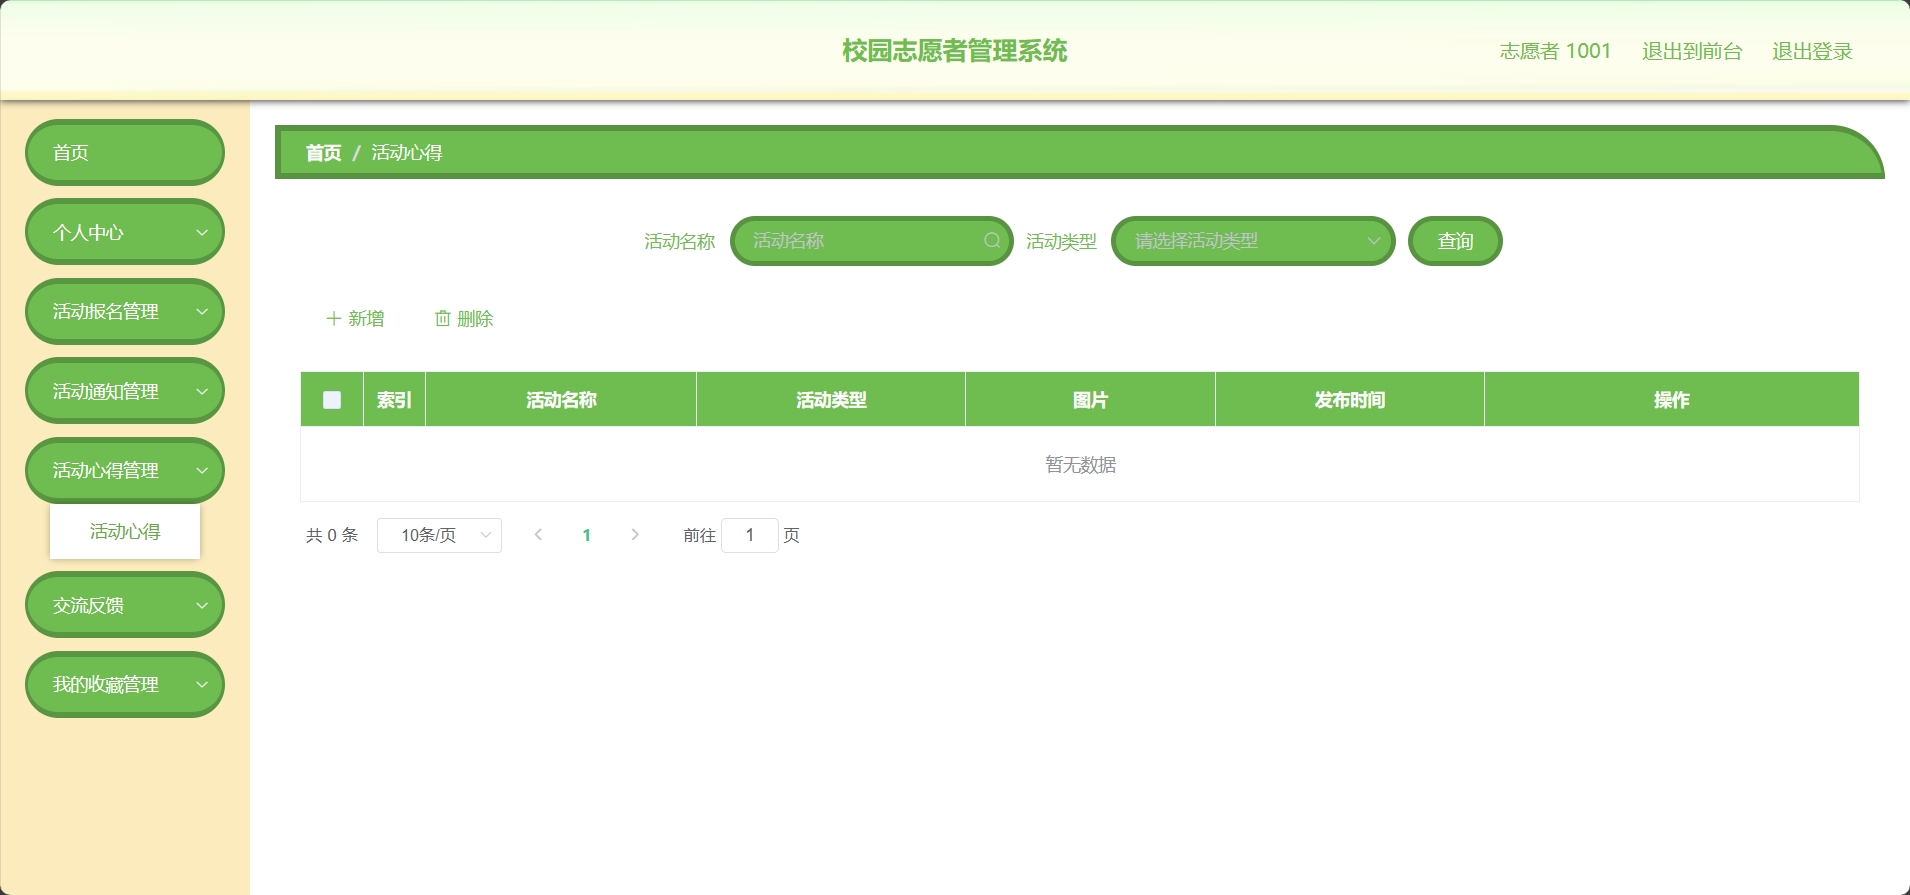 校园志愿者管理系统
志愿者 1001 退出到前台 退出登录
首页
个人中心
活动报名管理
活动通知管理
活动心得管理
活动心得
交流反馈
我的收藏管理
首页 / 活动心得
活动名称 活动名称 活动类型 请选择活动类型 查询
新增 删除
索引 活动名称 活动类型 图片 发布时间 操作
暂无数据
共 0 条 10条/页 1 前往 1 页